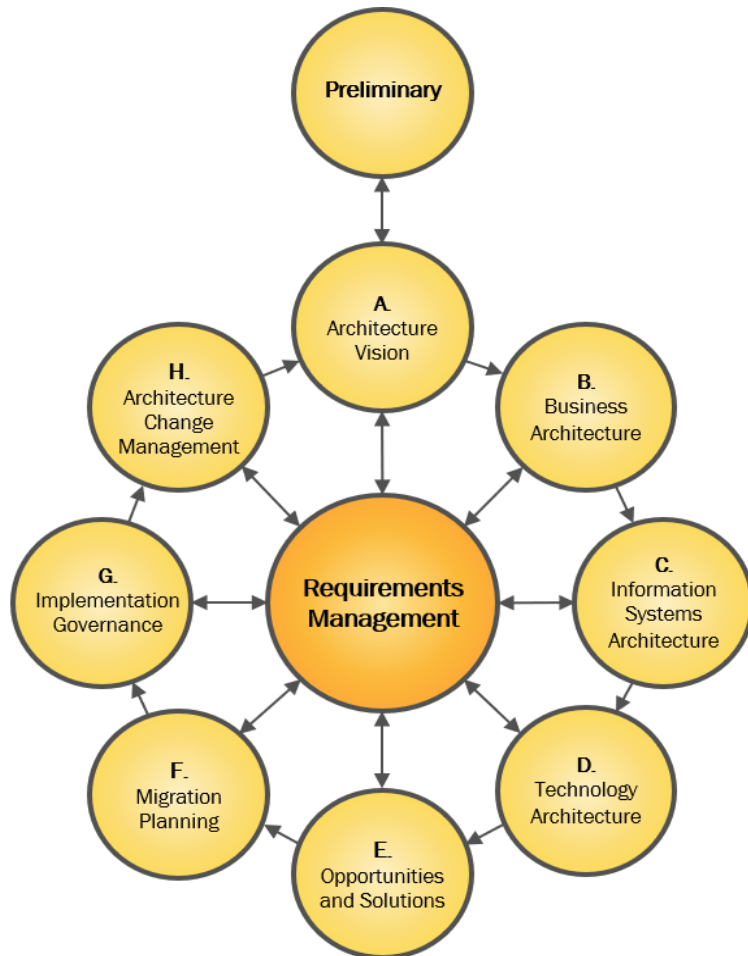 Preliminary
A.
Architecture
Vision
B.
Business
Architecture
C.
Information
Systems
Architecture
D.
Technology
Architecture
E.
Opportunities
and Solutions
F.
Migration
Planning
G.
Implementation
Governance
H.
Architecture
Change
Management
Requirements
Management